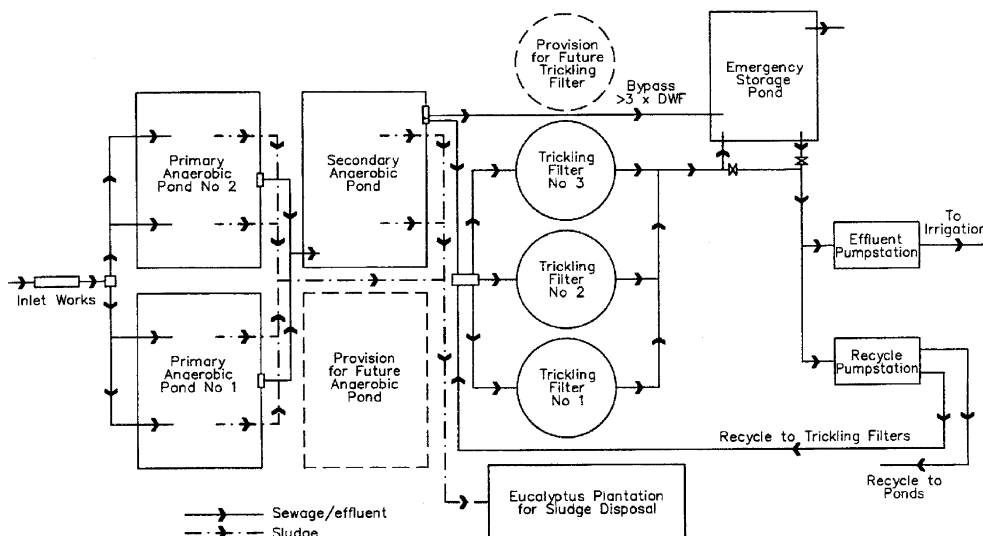 Provision
for Future
Trickling
Filter
Emergency
Storage
Pond
Bypass
>3 x DWF
Primary
Anaerobic
Pond No 2
Secondary
Anaerobic
Pond
Trickling
Filter
No 3
To
Irrigation
Effluent
Pumpstation
Inlet Works
Trickling
Filter
No 2
Primary
Anaerobic
Pond No 1
Provision
for Future
Anaerobic
Pond
Trickling
Filter
No 1
Recycle
Pumpstation
Recycle to Trickling Filters
Recycle to
Ponds
Eucalyptus Plantation
for Sludge Disposal
Sewage/effluent
Sludge